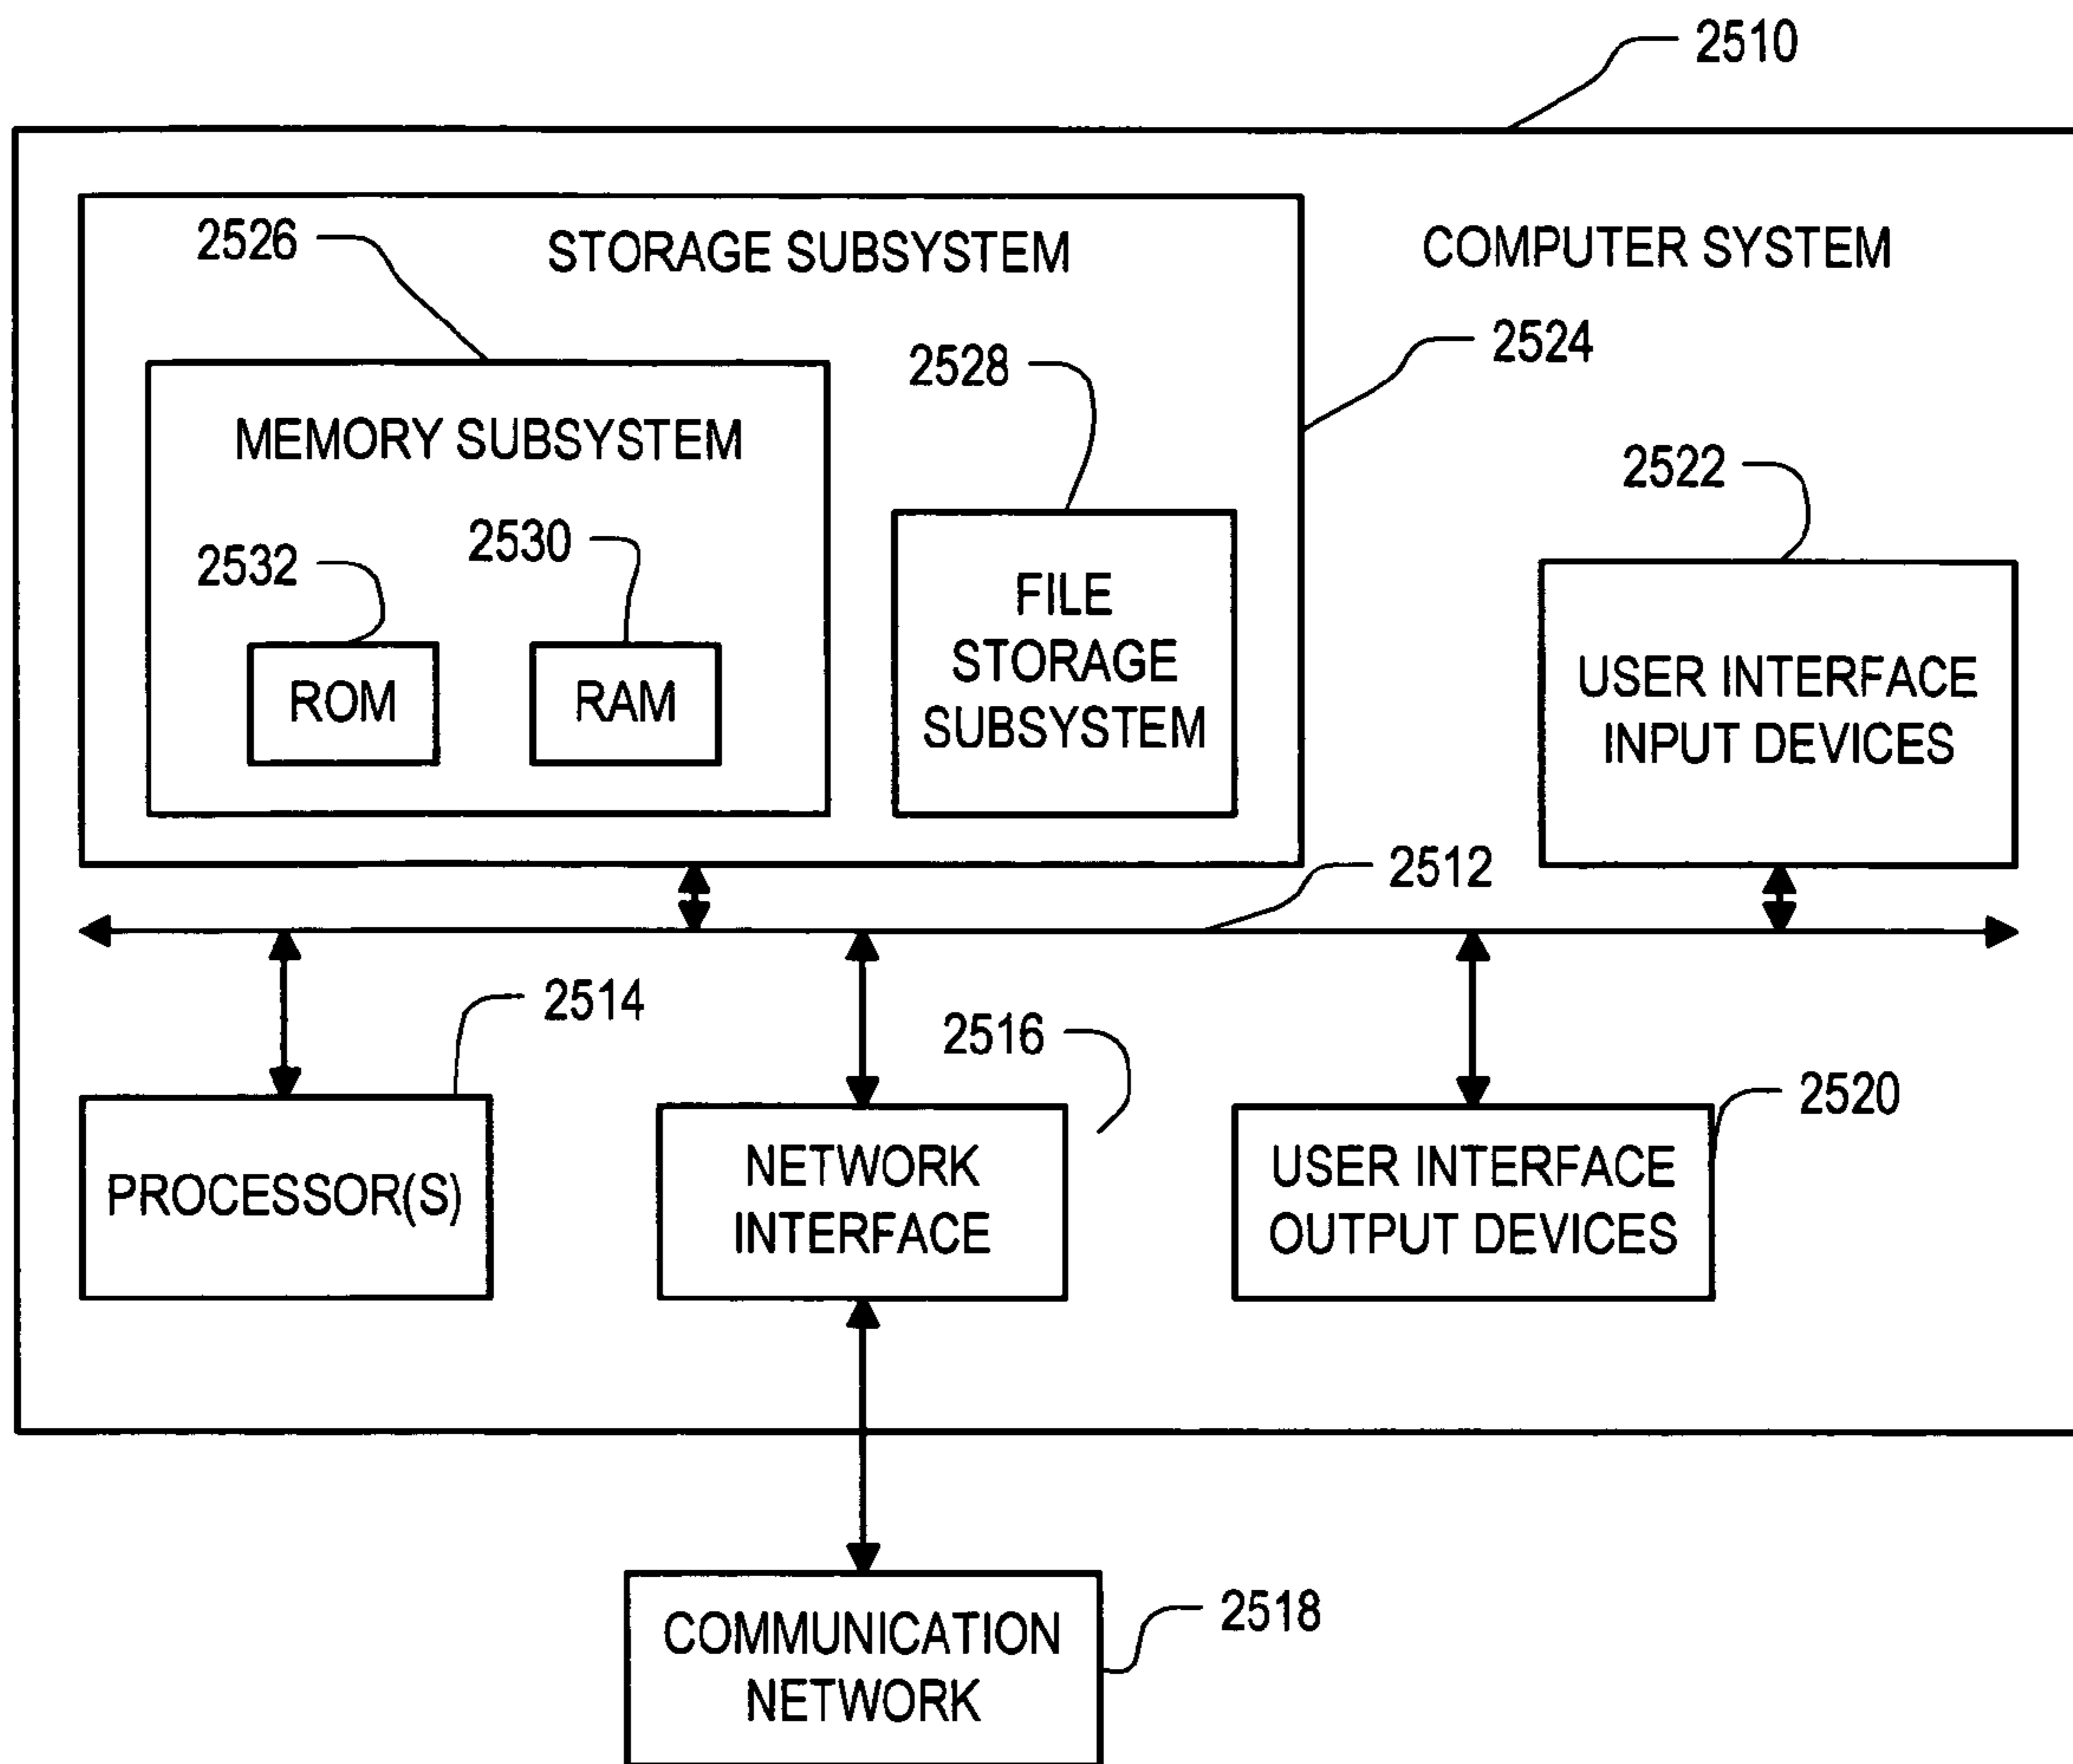 2510
2526
STORAGE SUBSYSTEM
COMPUTER SYSTEM
2524
2528
MEMORY SUBSYSTEM
2522
2532
2530
FILE
STORAGE
SUBSYSTEM
ROM
RAM
USER INTERFACE
INPUT DEVICES
2512
2514
2516
2520
PROCESSOR(S)
NETWORK
INTERFACE
USER INTERFACE
OUTPUT DEVICES
2518
COMMUNICATION
NETWORK